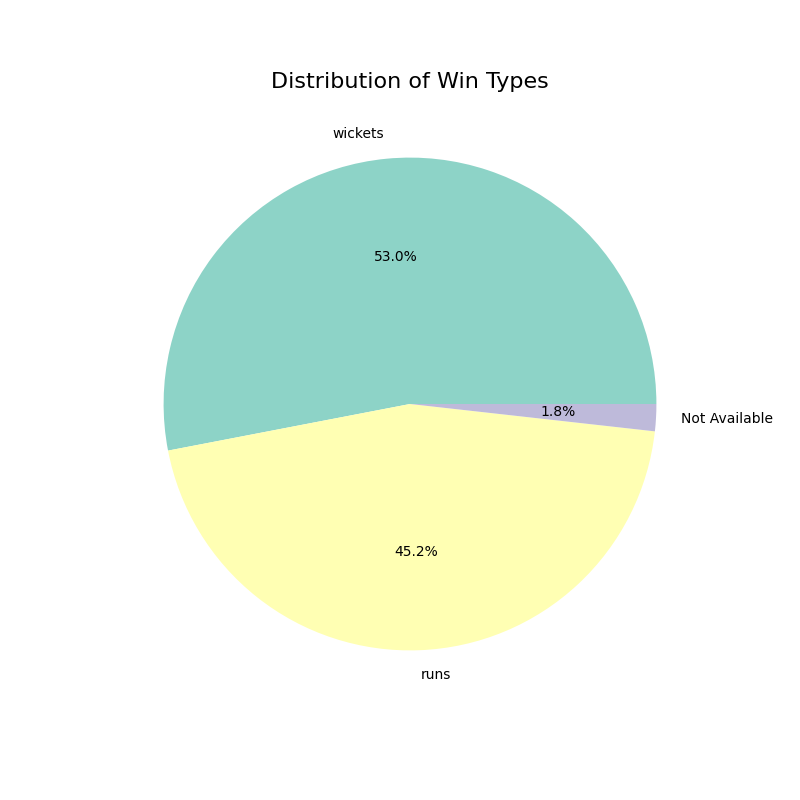 Distribution of Win Types
wickets
53.0%
1.8%
Not Available
45.2%
runs